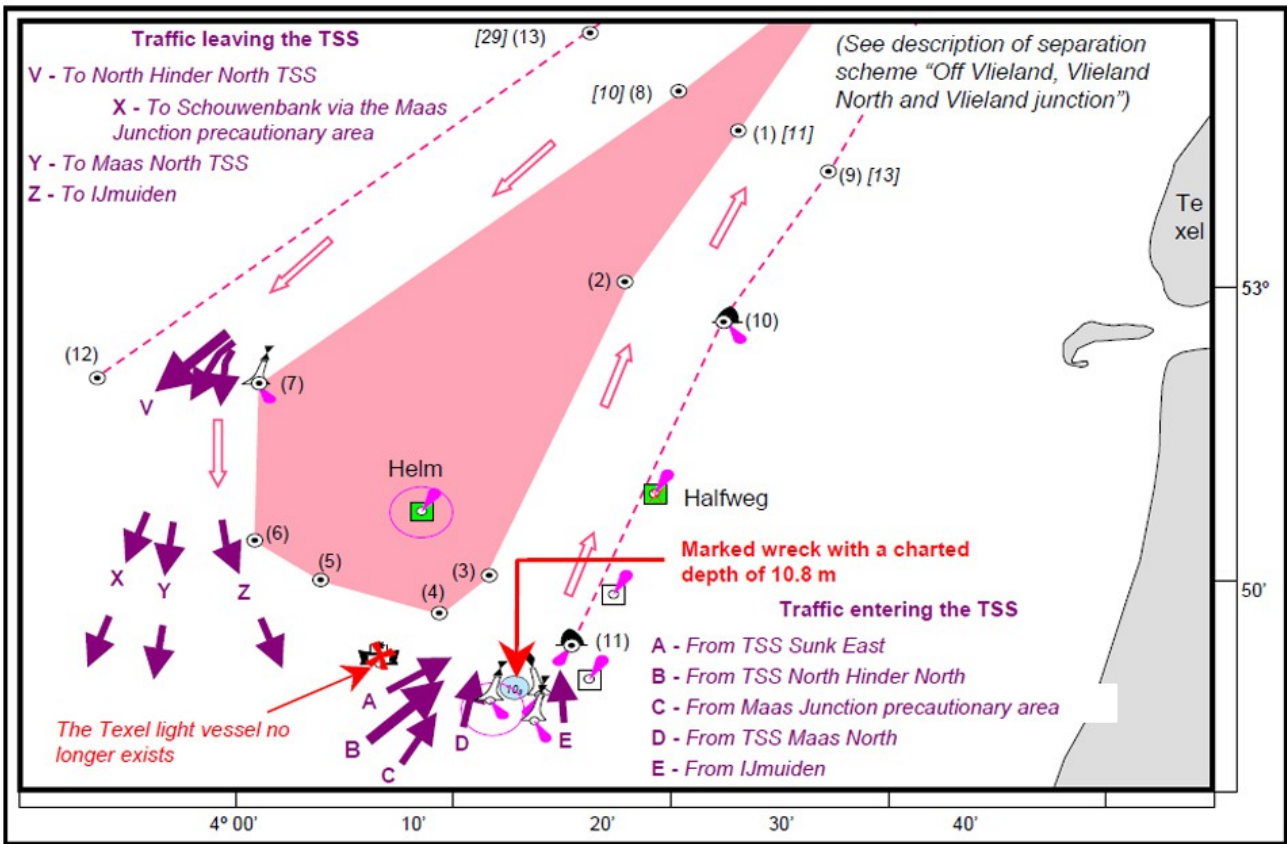 Traffic leaving the TSS
V - To North Hinder North TSS
X - To Schouwenbank via the Maas
Junction precautionary area
Y - To Maas North TSS
Z - To IJmuiden
[29] (13)
[10] (8)
(See description of separation
scheme “Off Vlieland, Vlieland
North and Vlieland junction”)
(1) [11]
(9) [13]
Te
xel
(2)
53º
(10)
(12)
(7)
V
Helm
Halfweg
(6)
(5)
(4)
(3)
X
Y
Z
Marked wreck with a charted
depth of 10.8 m
50’
Traffic entering the TSS
(11)
A - From TSS Sunk East
B - From TSS North Hinder North
C - From Maas Junction precautionary area
D - From TSS Maas North
E - From IJmuiden
10₈
A
B
C
D
E
The Texel light vessel no
longer exists
4º 00’
10’
20’
30’
40’